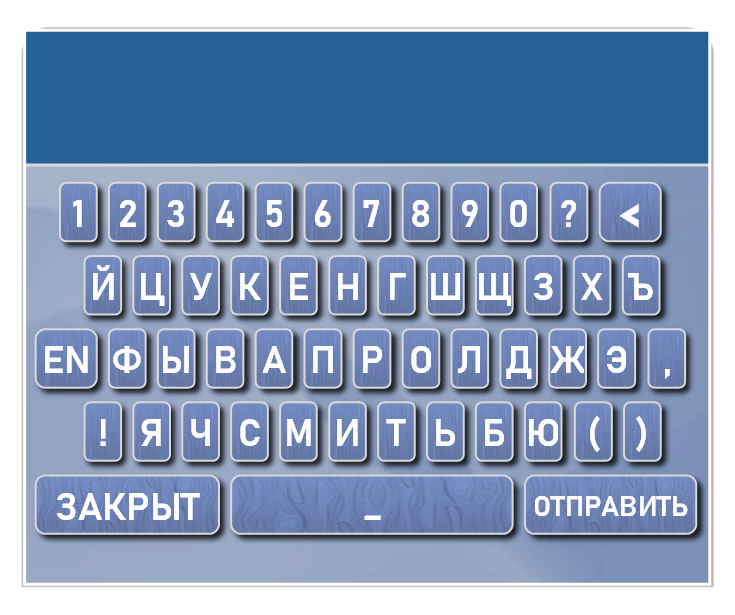 1 2 3 4 5 6 7 8 9 0 ? <
Й Ц У К Е Н Г Ш Щ З Х Ъ
EN Ф Ы В А П Р О Л Д Ж Э ,
! Я Ч С М И Т Ь Б Ю ( )
ЗАКРЫТ _ ОТПРАВИТЬ